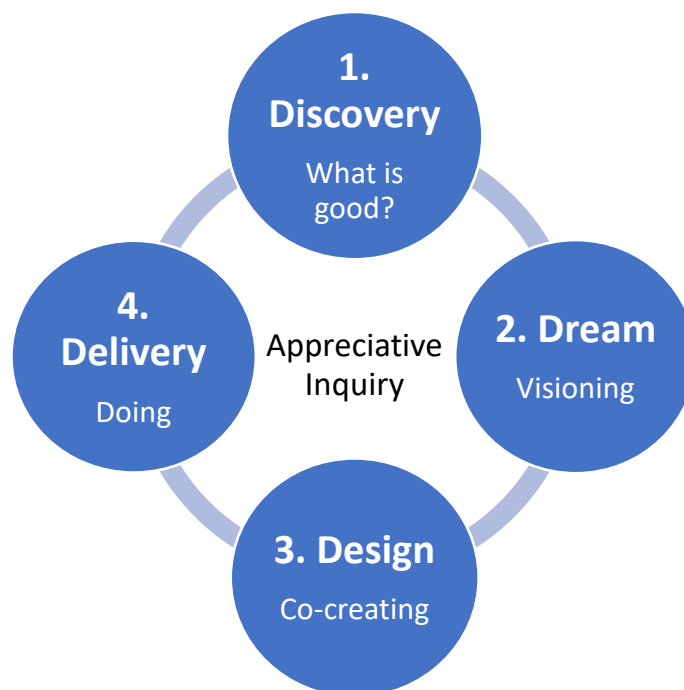 1.
Discovery
What is
good?
2. Dream
Visioning
3. Design
Co-creating
4.
Delivery
Doing
Appreciative
Inquiry